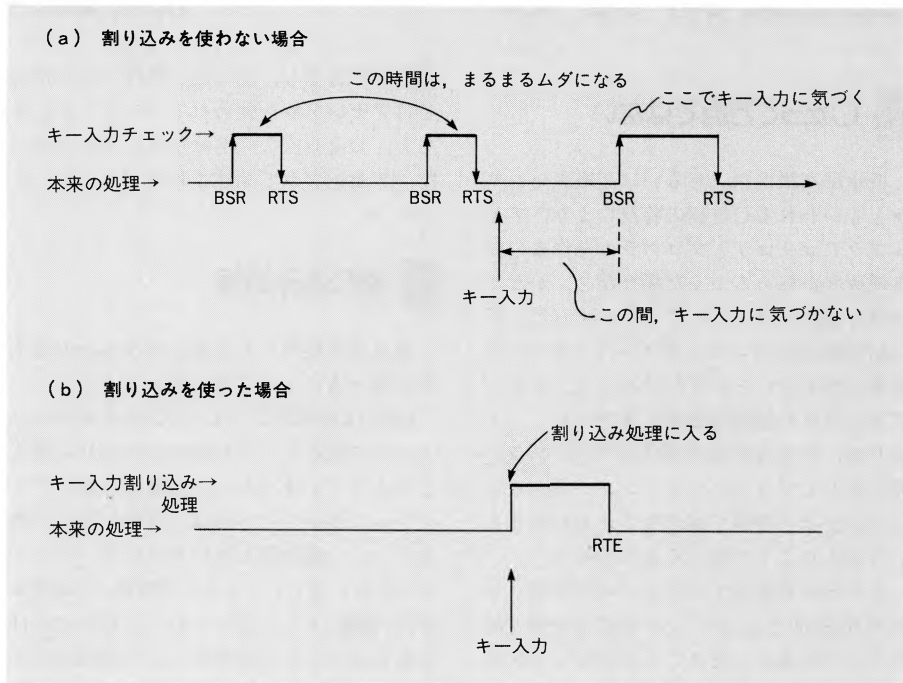 (a) 割り込みを使わない場合
この時間は，まるまるムダになる
ここでキー入力に気づく
キー入力チェック→
本来の処理→
BSR RTS BSR RTS BSR RTS
キー入力
この間，キー入力に気づかない
(b) 割り込みを使った場合
割り込み処理に入る
キー入力割り込み→
処理
本来の処理→
RTE
キー入力